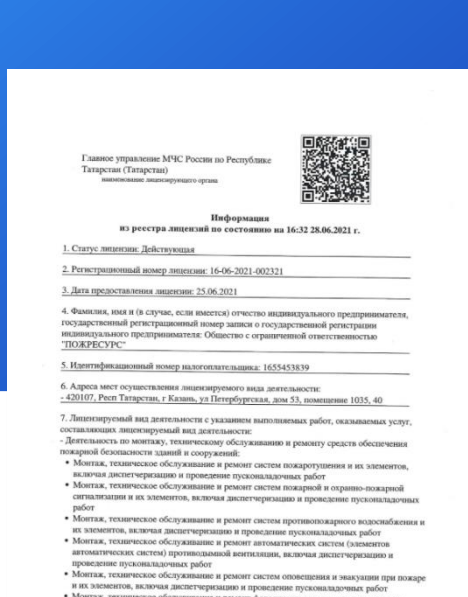 Главное управление МЧС России по Республике
Татарстан (Татарстан)
наименование лицензирующего органа
Информация
из реестра лицензий по состоянию на 16:32 28.06.2021 г.
1. Статус лицензии: Действующая
2. Регистрационный номер лицензии: 16-06-2021-002321
3. Дата предоставления лицензии: 25.06.2021
4. Фамилия, имя и (в случае, если имеется) отчество индивидуального предпринимателя,
государственный регистрационный номер записи о государственной регистрации
индивидуального предпринимателя: Общество с ограниченной ответственностью
"ПОЖРЕСУРС"
5. Идентификационный номер налогоплательщика: 1655453839
6. Адреса мест осуществления лицензируемого вида деятельности:
- 420107, Респ Татарстан, г Казань, ул Петербургская, дом 53, помещение 1035, 40
7. Лицензируемый вид деятельности с указанием выполняемых работ, оказываемых услуг,
составляющих лицензируемый вид деятельности:
- Деятельность по монтажу, техническому обслуживанию и ремонту средств обеспечения
пожарной безопасности зданий и сооружений:
• Монтаж, техническое обслуживание и ремонт систем пожаротушения и их элементов,
включая диспетчеризацию и проведение пусконаладочных работ
• Монтаж, техническое обслуживание и ремонт систем пожарной и охранно-пожарной
сигнализации и их элементов, включая диспетчеризацию и проведение пусконаладочных
работ
• Монтаж, техническое обслуживание и ремонт систем противопожарного водоснабжения и
их элементов, включая диспетчеризацию и проведение пусконаладочных работ
• Монтаж, техническое обслуживание и ремонт автоматических систем (элементов
автоматических систем) противодымной вентиляции, включая диспетчеризацию и
проведение пусконаладочных работ
• Монтаж, техническое обслуживание и ремонт систем оповещения и эвакуации при пожаре
и их элементов, включая диспетчеризацию и проведение пусконаладочных работ